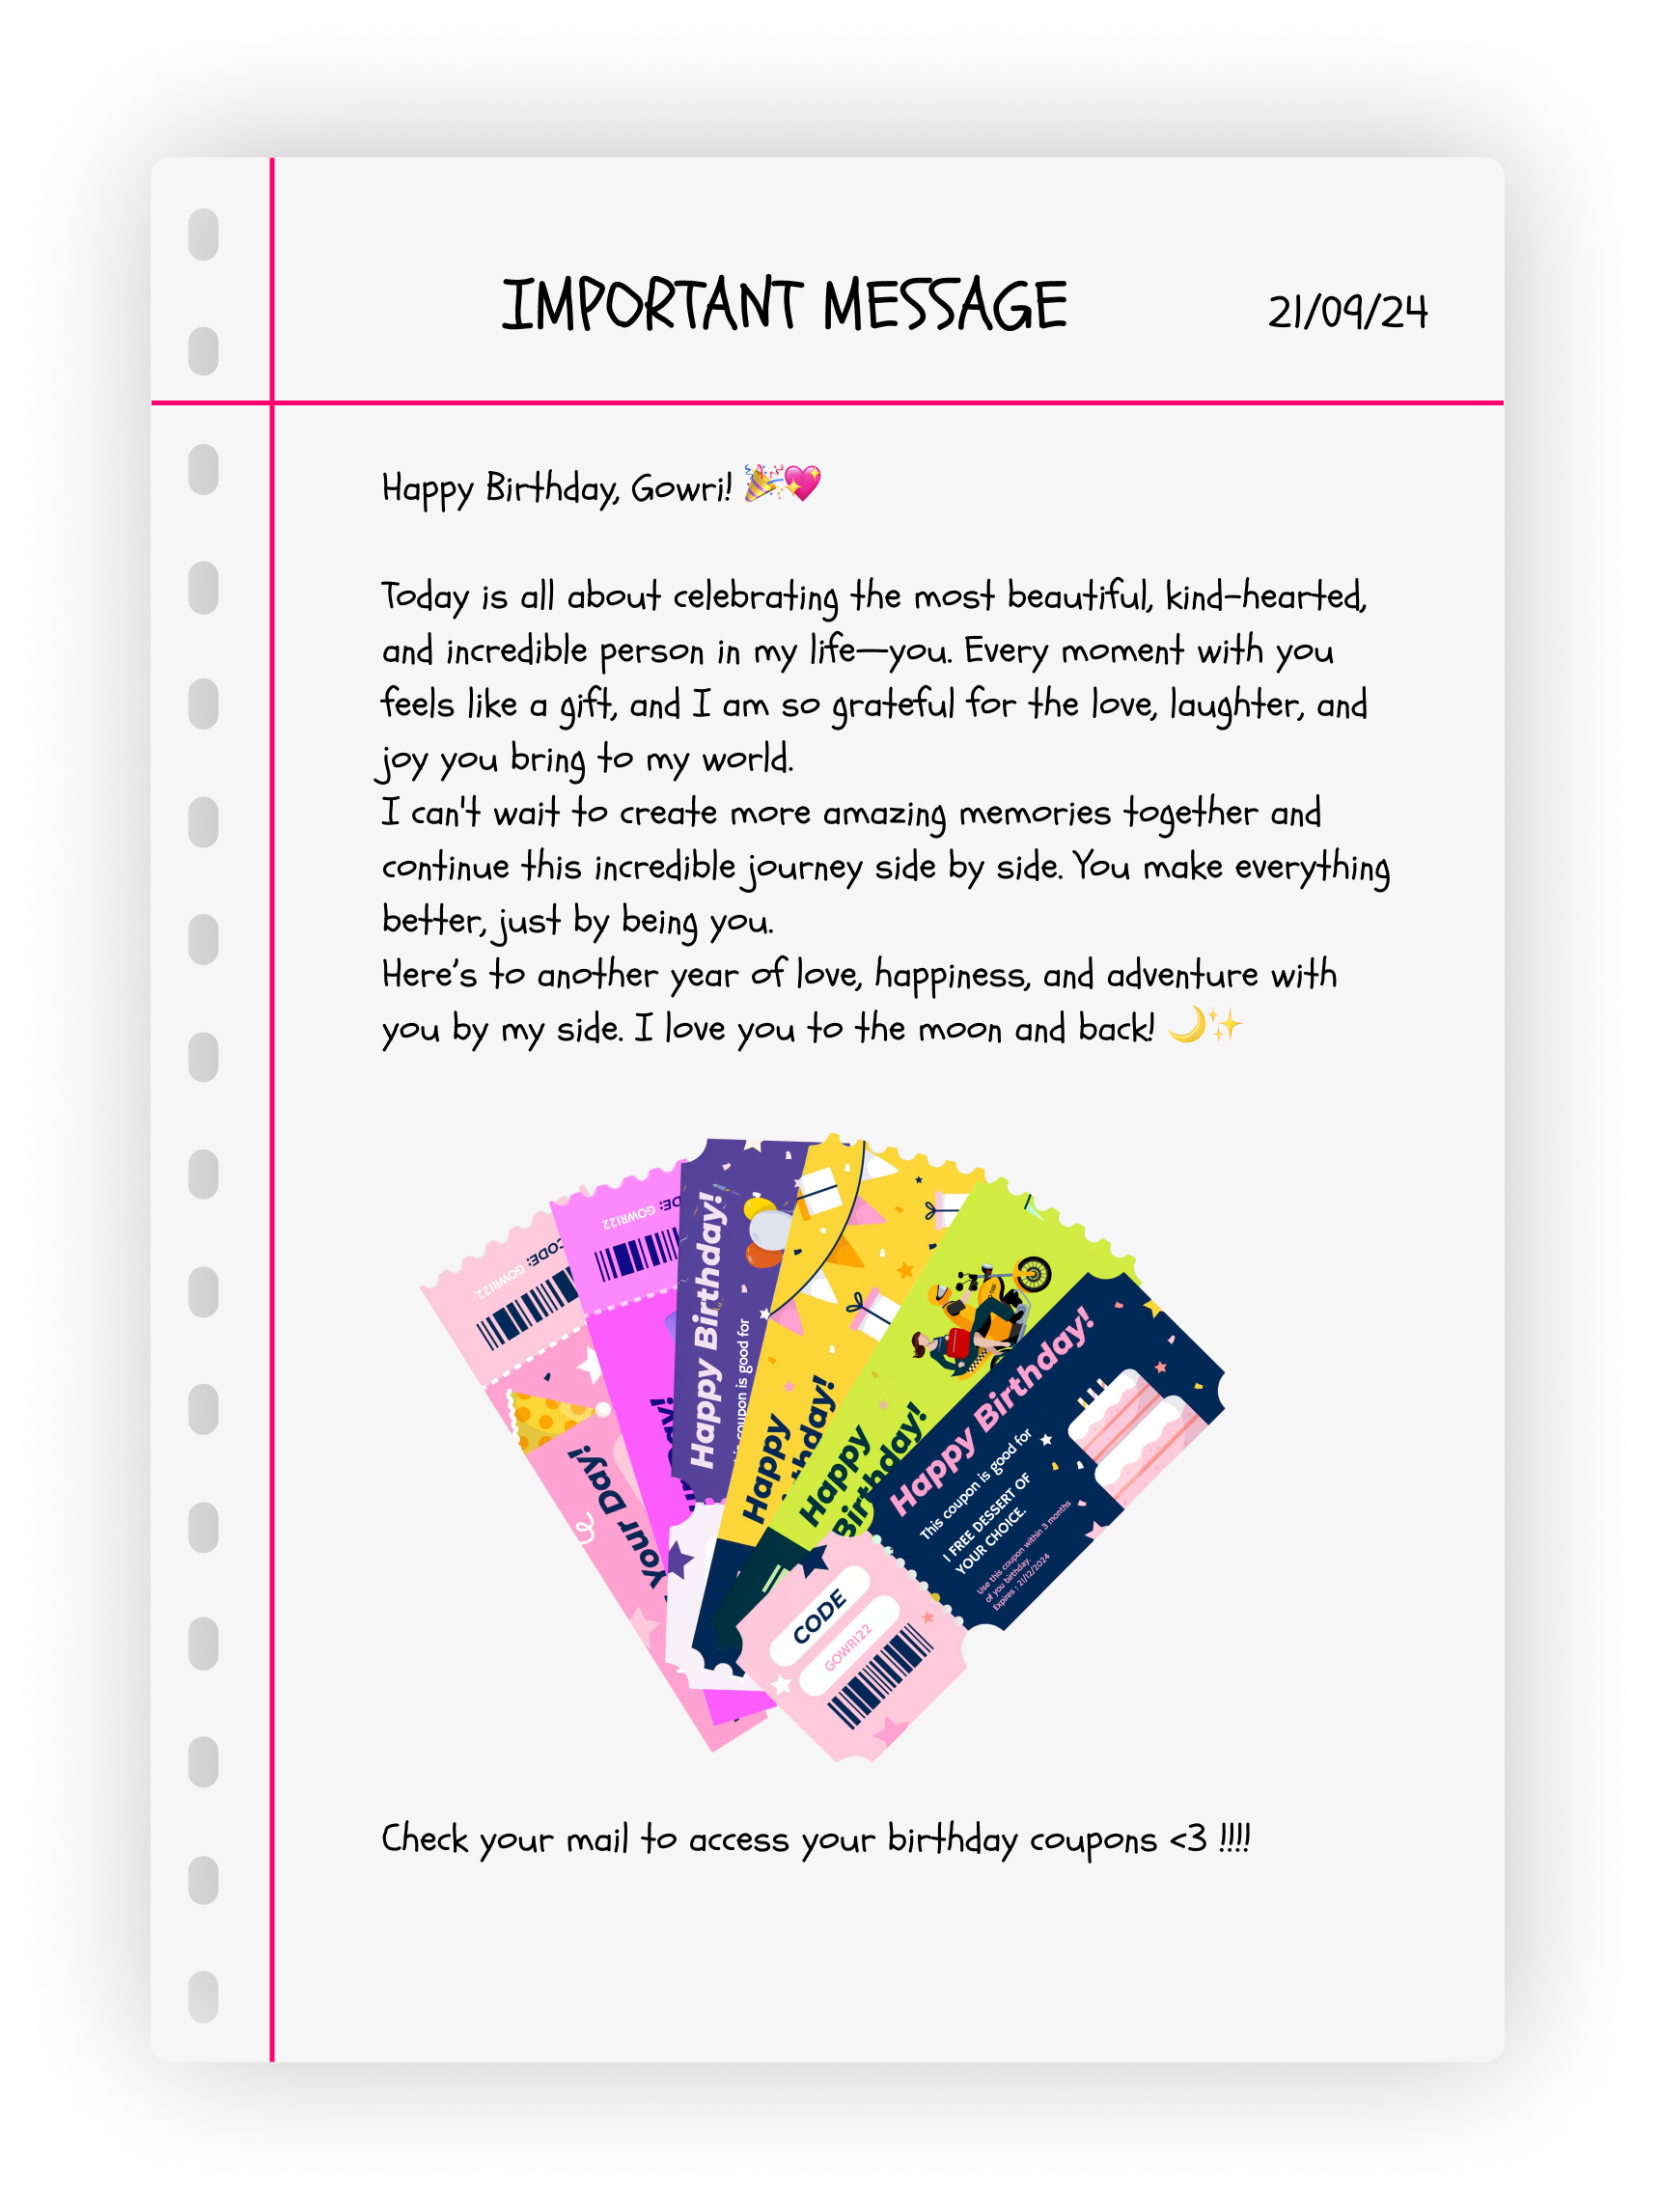 IMPORTANT MESSAGE
21/09/24
Happy Birthday, Gowri! 🎉💖
Today is all about celebrating the most beautiful, kind-hearted,
and incredible person in my life—you. Every moment with you
feels like a gift, and I am so grateful for the love, laughter, and
joy you bring to my world.
I can't wait to create more amazing memories together and
continue this incredible journey side by side. You make everything
better, just by being you.
Here's to another year of love, happiness, and adventure with
you by my side. I love you to the moon and back! 🌙✨
CODE: GOWRI22
Your Day!
GOWRI22
Happy Birthday!
coupon is good for
Happy
Happy
Birthday!
Happy Birthday!
This coupon is good for
1 FREE DESSERT OF
YOUR CHOICE.
Use this coupon within 3 months
of you birthday.
Expires : 21/12/2024
CODE
GOWRI22
Check your mail to access your birthday coupons <3 !!!!